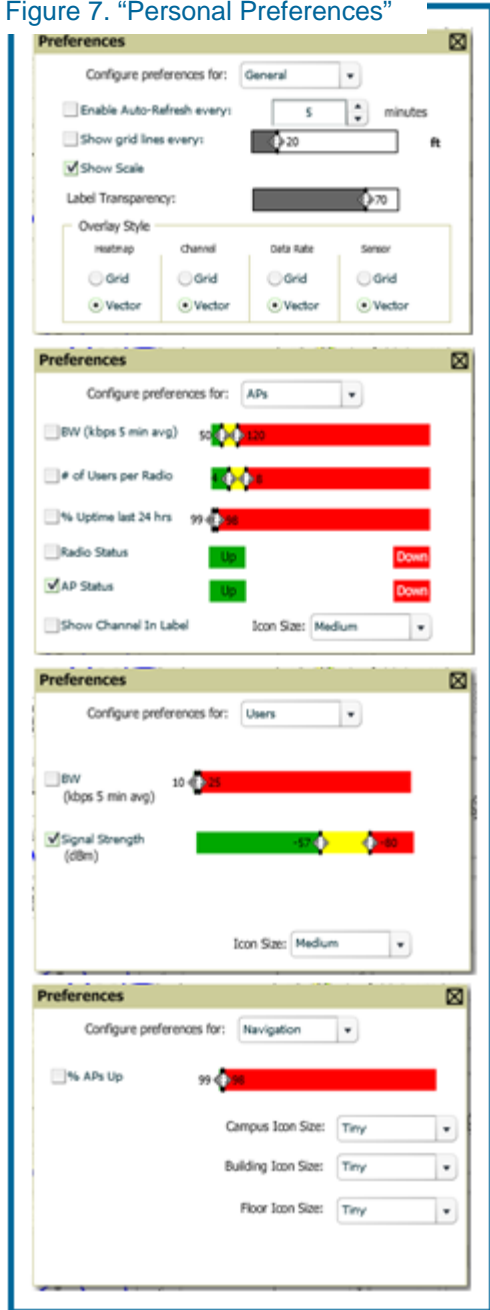 Figure 7. “Personal Preferences”
Preferences
Configure preferences for: General
Enable Auto-Refresh every: 5 minutes
Show grid lines every: 20 ft
Show Scale
Label Transparency: 70
Overlay Style
Heatmap Channel Data Rate Sensor
Grid Grid Grid Grid
Vector Vector Vector Vector
Preferences
Configure preferences for: APs
BW (kbps 5 min avg) 50 120
# of Users per Radio 4 8
% Uptime last 24 hrs 99 98
Radio Status Up Down
AP Status Up Down
Show Channel In Label Icon Size: Medium
Preferences
Configure preferences for: Users
BW 10 25
(kbps 5 min avg)
Signal Strength -57 -80
(dBm)
Icon Size: Medium
Preferences
Configure preferences for: Navigation
% APs Up 99 98
Campus Icon Size: Tiny
Building Icon Size: Tiny
Floor Icon Size: Tiny